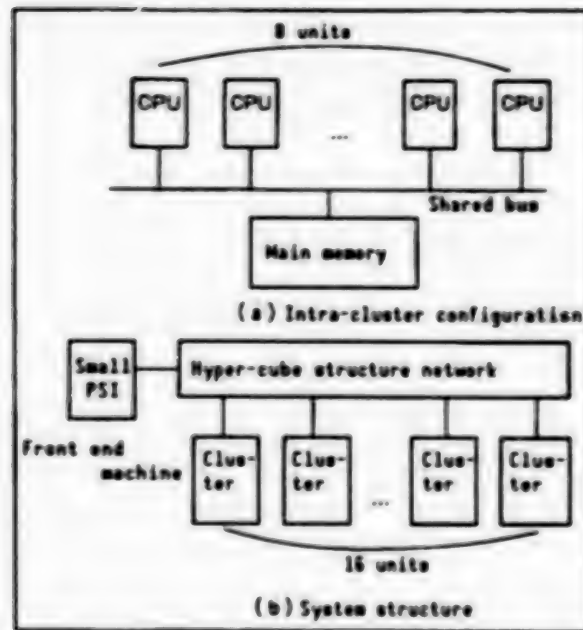 8 units
CPU CPU CPU CPU
...
Shared bus
Main memory
(a) Intra-cluster configuration
Small
PSI
Hyper-cube structure network
Front end
machine
Clus-
ter
Clus-
ter
Clus-
ter
Clus-
ter
...
16 units
(b) System structure